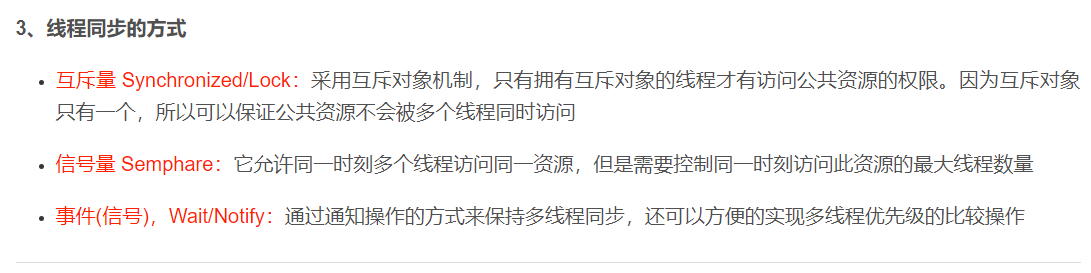 3、线程同步的方式
互斥量 Synchronized/Lock：采用互斥对象机制，只有拥有互斥对象的线程才有访问公共资源的权限。因为互斥对象
只有一个，所以可以保证公共资源不会被多个线程同时访问
信号量 Semphare：它允许同一时刻多个线程访问同一资源，但是需要控制同一时刻访问此资源的最大线程数量
事件(信号)，Wait/Notify：通过通知操作的方式来保持多线程同步，还可以方便的实现多线程优先级的比较操作